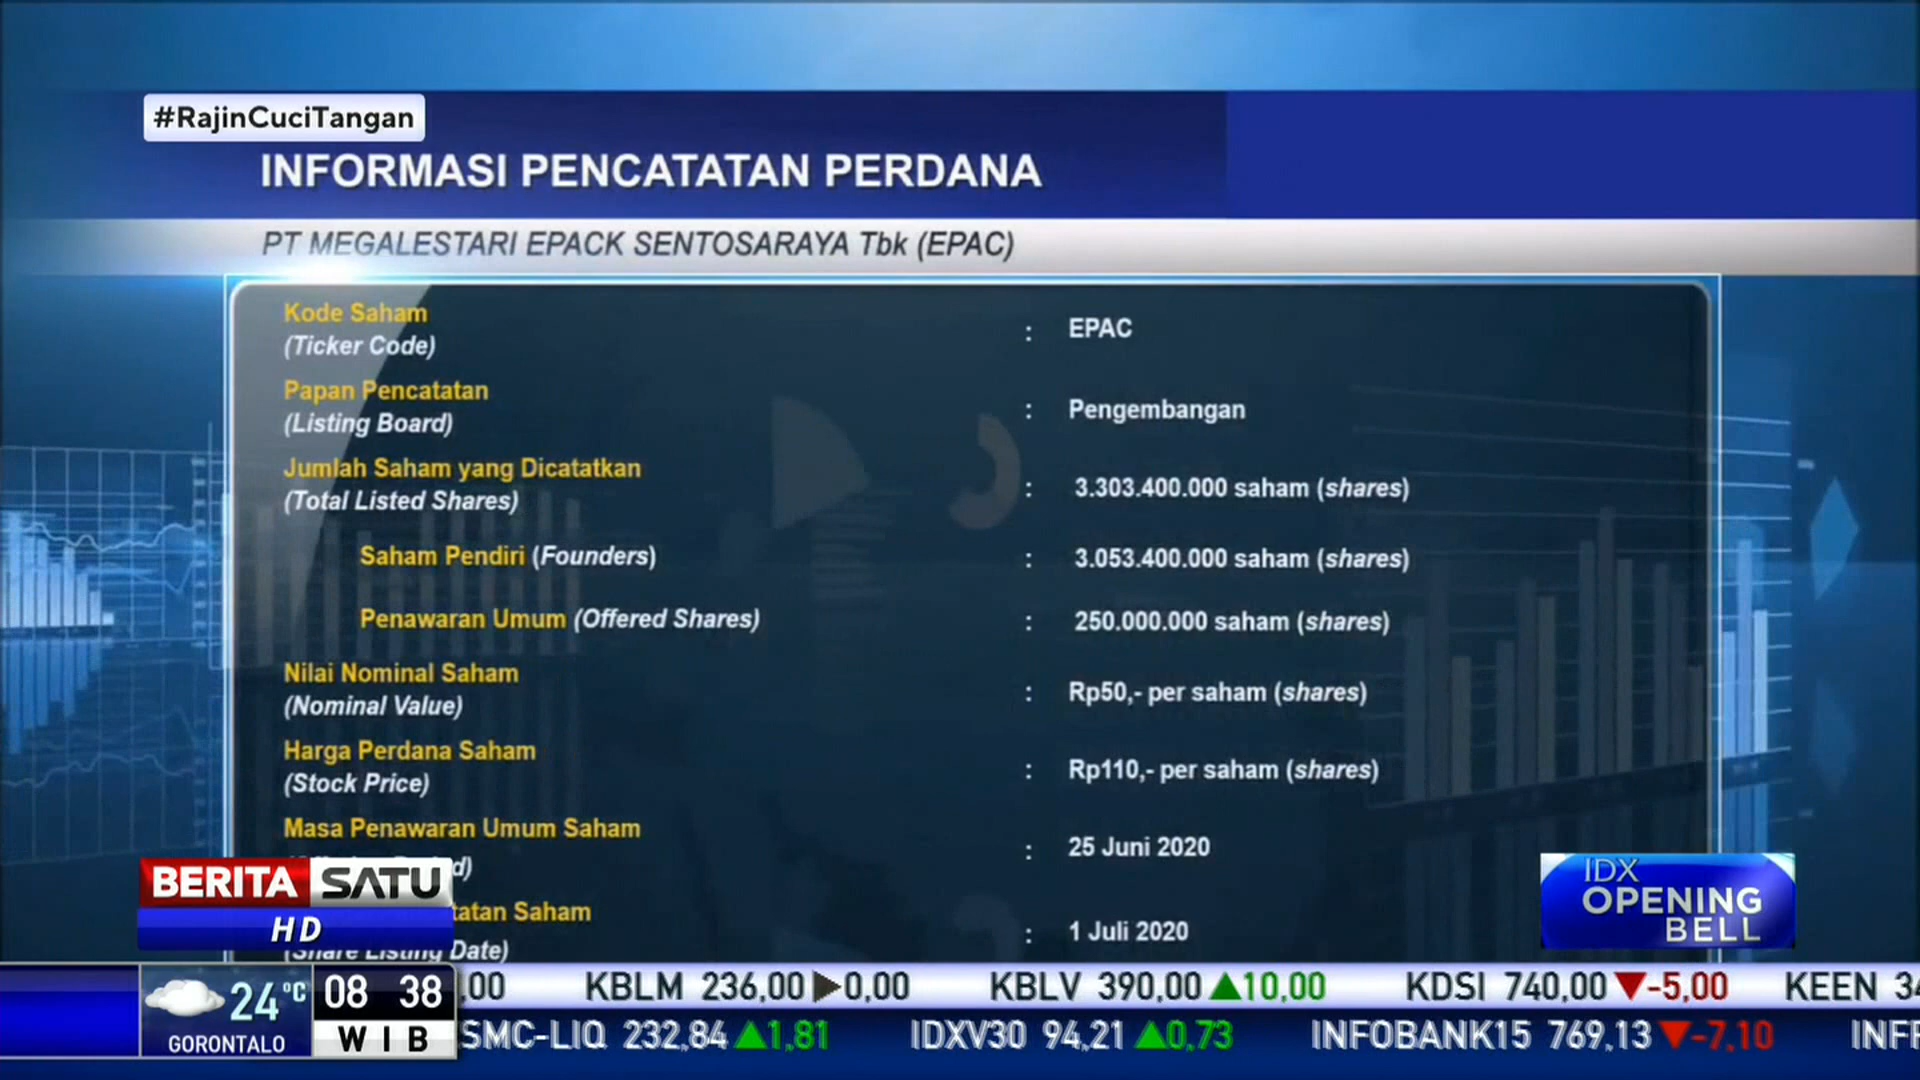 #RajinCuciTangan
INFORMASI PENCATATAN PERDANA
PT MEGALESTARI EPACK SENTOSARAYA Tbk (EPAC)
Kode Saham
(Ticker Code)
: EPAC
Papan Pencatatan
(Listing Board)
: Pengembangan
Jumlah Saham yang Dicatatkan
(Total Listed Shares)
: 3.303.400.000 saham (shares)
Saham Pendiri (Founders) : 3.053.400.000 saham (shares)
Penawaran Umum (Offered Shares) : 250.000.000 saham (shares)
Nilai Nominal Saham
(Nominal Value)
: Rp50,- per saham (shares)
Harga Perdana Saham
(Stock Price)
: Rp110,- per saham (shares)
Masa Penawaran Umum Saham
: 25 Juni 2020
Saham
(Share Listing Date)
: 1 Juli 2020
BERITA SATU
HD
IDX
OPENING
BELL
24°C
GORONTALO
08 38
WIB
,00 KBLM 236,00 ▶0,00 KBLV 390,00 ▲10,00 KDSI 740,00 ▼-5,00 KEEN
SMC-LIQ 232,84 ▲1,81 IDXV30 94,21 ▲0,73 INFOBANK15 769,13 ▼-7,10